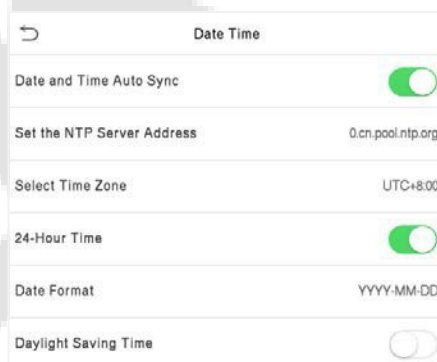 Date Time
Date and Time Auto Sync
Set the NTP Server Address 0.cn.pool.ntp.org
Select Time Zone UTC+8:00
24-Hour Time
Date Format YYYY-MM-DD
Daylight Saving Time